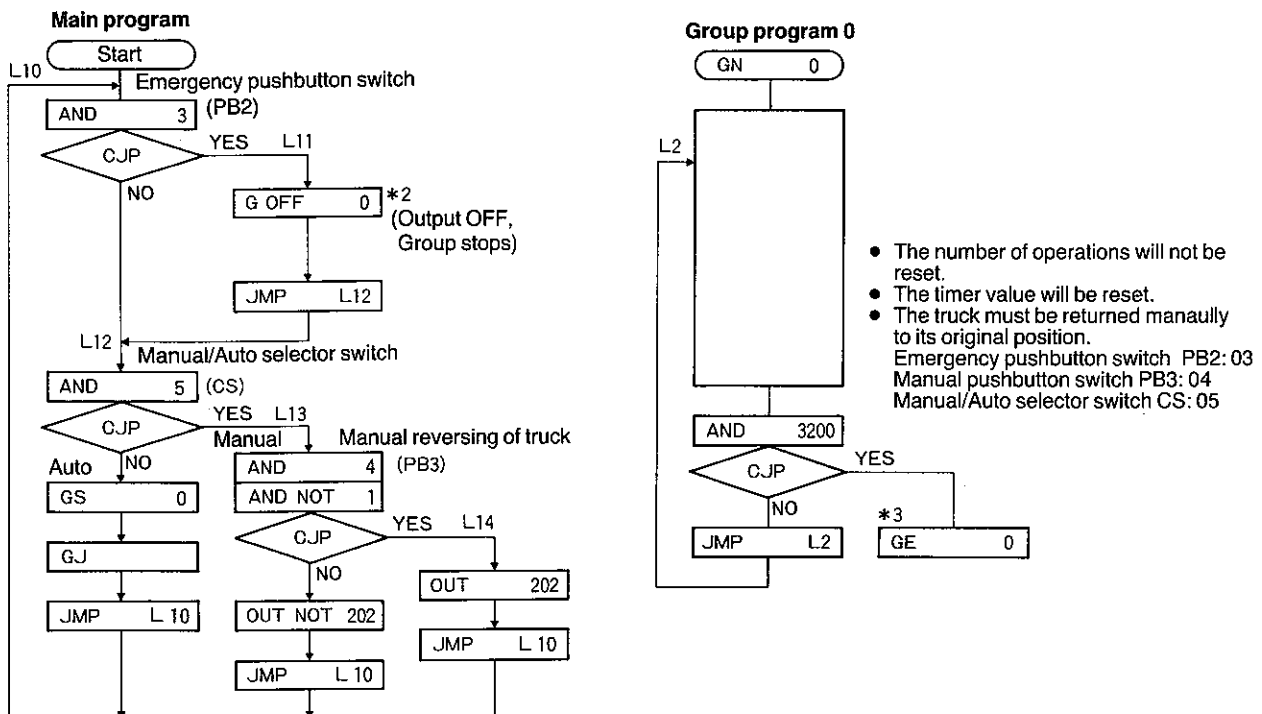 Main program
Start
L10
Emergency pushbutton switch
(PB2)
AND 3
CJP
YES L11
NO
G OFF 0
*2
(Output OFF,
Group stops)
JMP L12
L12
Manual/Auto selector switch
AND 5
(CS)
CJP
YES L13
Manual
NO
Auto
Manual reversing of truck
(PB3)
AND 4
AND NOT 1
GS 0
GJ
JMP L 10
CJP
YES L14
NO
OUT NOT 202
JMP L 10
OUT 202
JMP L 10
Group program 0
GN 0
L2
● The number of operations will not be
reset.
● The timer value will be reset.
● The truck must be returned manaully
to its original position.
Emergency pushbutton switch PB2: 03
Manual pushbutton switch PB3: 04
Manual/Auto selector switch CS: 05
AND 3200
CJP
YES
NO
JMP L2
*3
GE 0